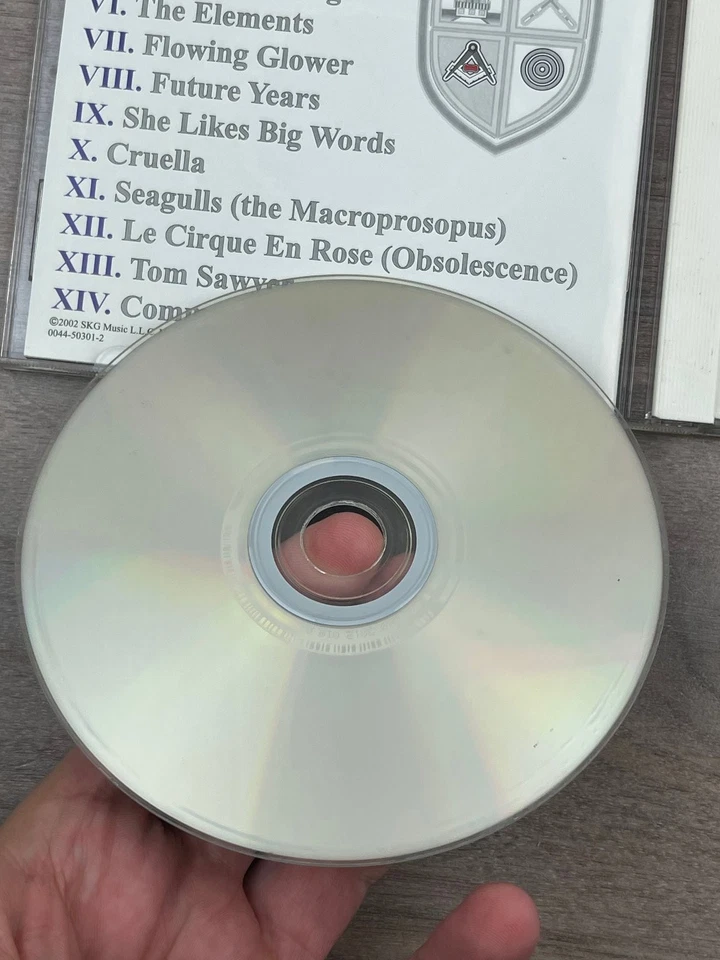 VI. The Elements
VII. Flowing Glower
VIII. Future Years
IX. She Likes Big Words
X. Cruella
XI. Seagulls (the Macroprosopus)
XII. Le Cirque En Rose (Obsolescence)
XIII. Tom Sawyer
XIV.
©2002 SKG Music L.L.C.
0044-50301-2